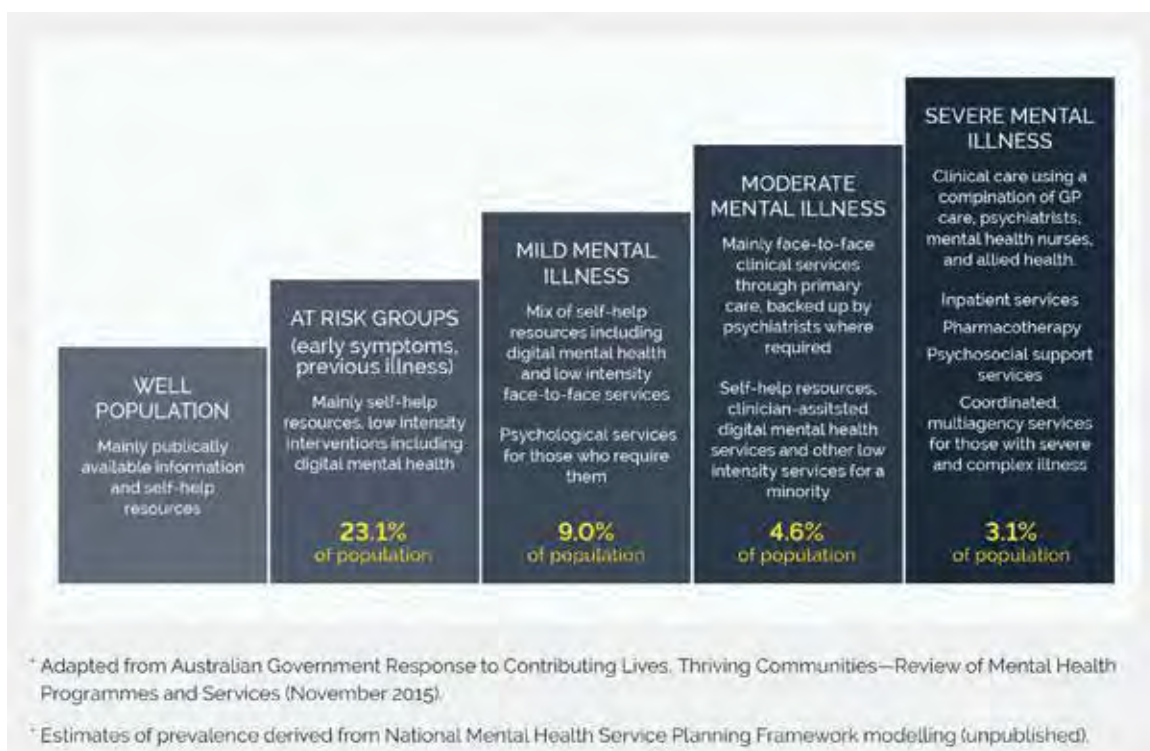 WELL
POPULATION
Mainly publically
available information
and self-help
resources
AT RISK GROUPS
(early symptoms,
previous illness)
Mainly self-help
resources, low intensity
interventions including
digital mental health
23.1%
of population
MILD MENTAL
ILLNESS
Mix of self-help
resources including
digital mental health
and low intensity
face-to-face services
Psychological services
for those who require
them
9.0%
of population
MODERATE
MENTAL ILLNESS
Mainly face-to-face
clinical services
through primary
care, backed up by
psychiatrists where
required
Self-help resources,
clinician-assitsted
digital mental health
services and other low
intensity services for a
minority
4.6%
of population
SEVERE MENTAL
ILLNESS
Clinical care using a
compination of GP
care, psychiatrists,
mental health nurses,
and allied health.
Inpatient services
Pharmacotherapy
Psychosocial support
services
Coordinated,
multiagency services
for those with severe
and complex illness
3.1%
of population
* Adapted from Australian Government Response to Contributing Lives, Thriving Communities—Review of Mental Health
Programmes and Services (November 2015).
* Estimates of prevalence derived from National Mental Health Service Planning Framework modelling (unpublished).